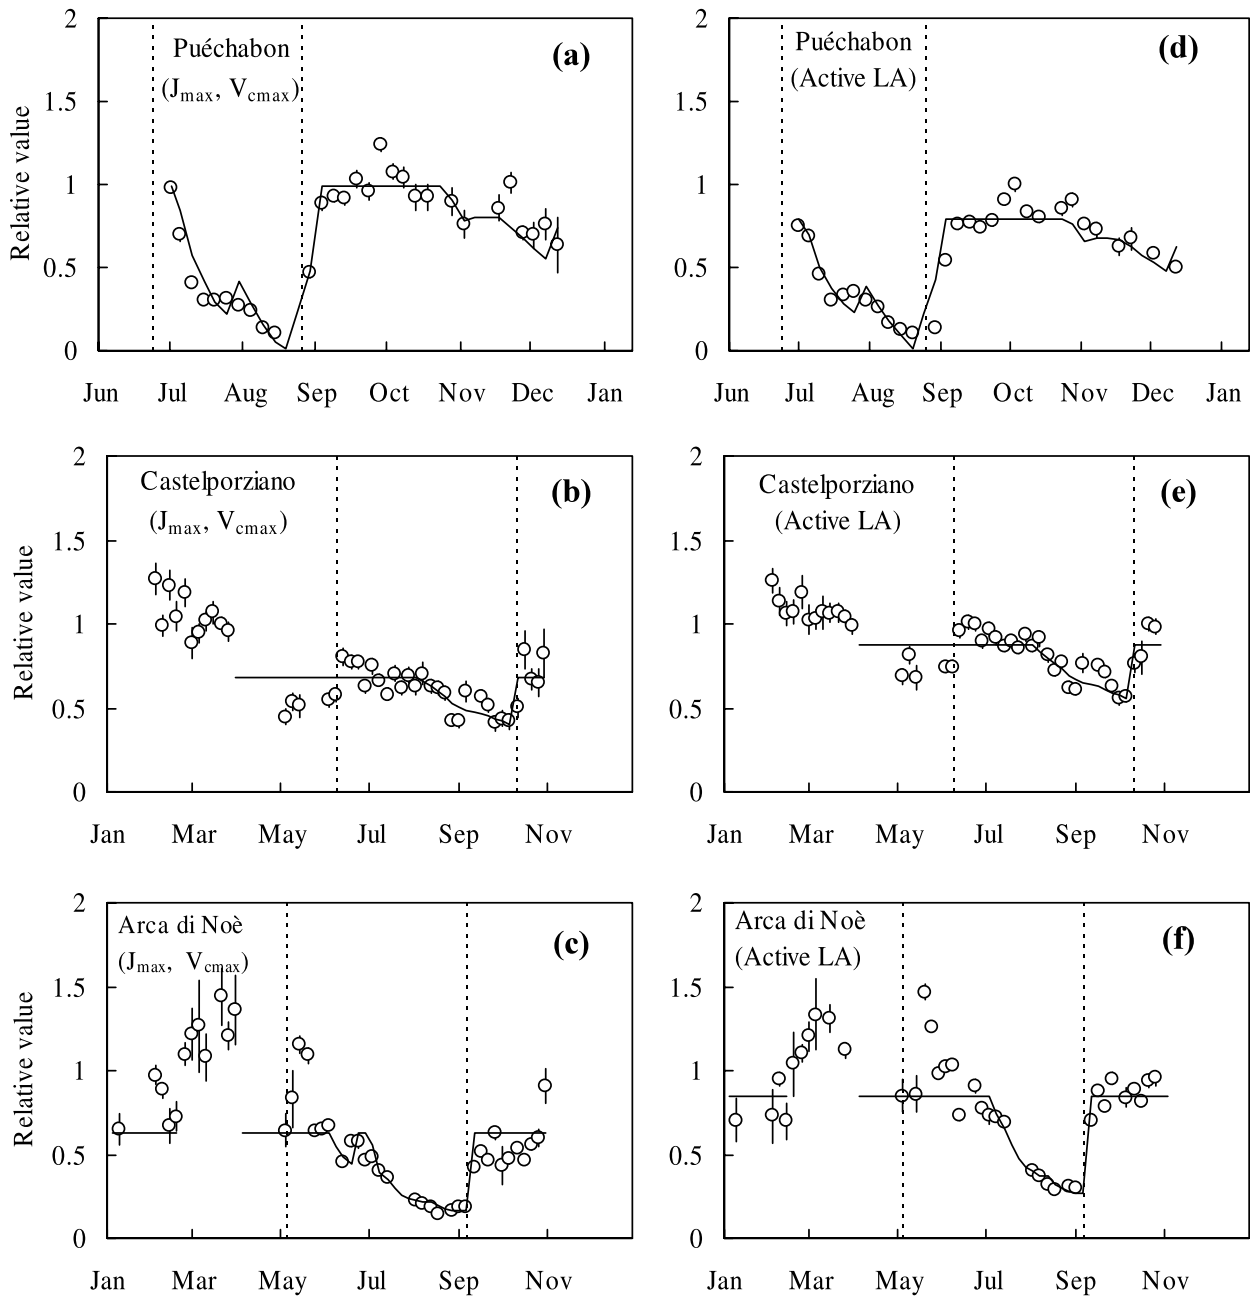 2
Puéchabon
(a)
(Jmax, Vcmax)
1.5
1
0.5
0
Relative value
Jun Jul Aug Sep Oct Nov Dec Jan
2
Puéchabon
(d)
(Active LA)
1.5
1
0.5
0
Jun Jul Aug Sep Oct Nov Dec Jan
2
Castelporziano
(b)
(Jmax, Vcmax)
1.5
1
0.5
0
Relative value
Jan Mar May Jul Sep Nov
2
Castelporziano
(e)
(Active LA)
1.5
1
0.5
0
Jan Mar May Jul Sep Nov
2
Arca di Noè
(c)
(Jmax, Vcmax)
1.5
1
0.5
0
Relative value
Jan Mar May Jul Sep Nov
2
Arca di Noè
(f)
(Active LA)
1.5
1
0.5
0
Jan Mar May Jul Sep Nov